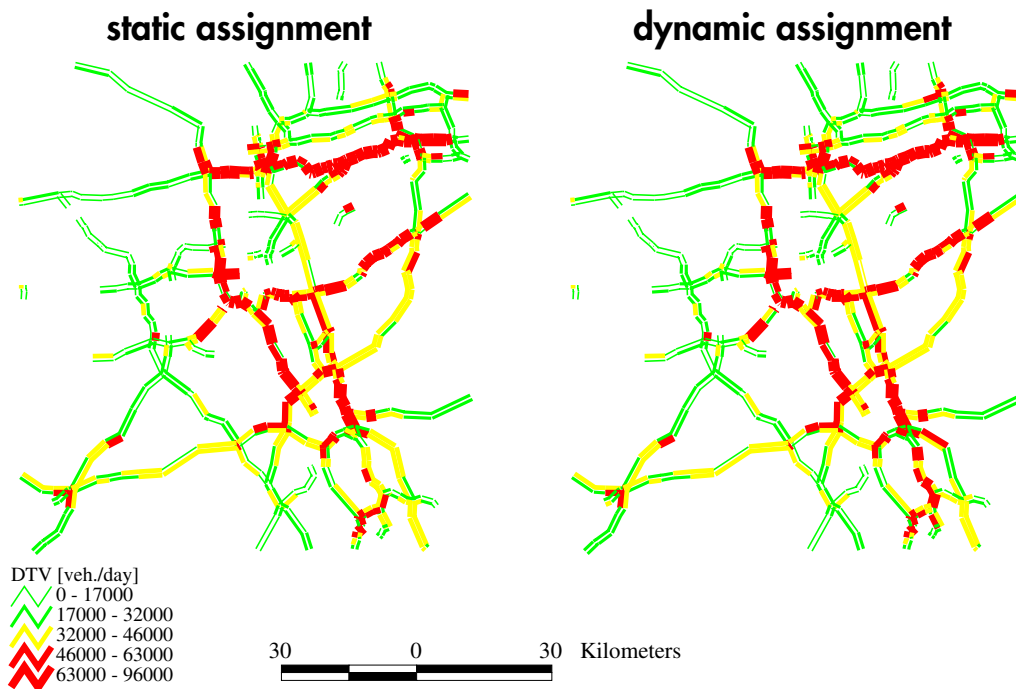 static assignment
dynamic assignment
DTV [veh./day]
0 - 17000
17000 - 32000
32000 - 46000
46000 - 63000
63000 - 96000
30 0 30 Kilometers